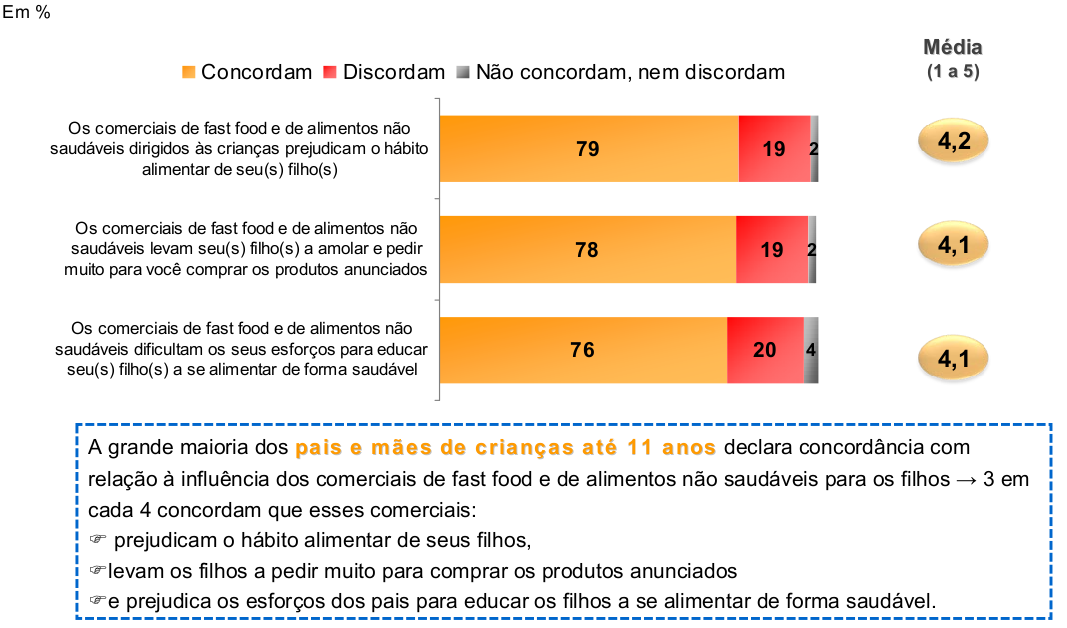 Em %
Média
(1 a 5)
Concordam Discordam Não concordam, nem discordam
Os comerciais de fast food e de alimentos não
saudáveis dirigidos às crianças prejudicam o hábito
alimentar de seu(s) filho(s)
79 19 2
4,2
Os comerciais de fast food e de alimentos não
saudáveis levam seu(s) filho(s) a amolar e pedir
muito para você comprar os produtos anunciados
78 19 2
4,1
Os comerciais de fast food e de alimentos não
saudáveis dificultam os seus esforços para educar
seu(s) filho(s) a se alimentar de forma saudável
76 20 4
4,1
A grande maioria dos pais e mães de crianças até 11 anos declara concordância com
relação à influência dos comerciais de fast food e de alimentos não saudáveis para os filhos → 3 em
cada 4 concordam que esses comerciais:
☞ prejudicam o hábito alimentar de seus filhos,
☞levam os filhos a pedir muito para comprar os produtos anunciados
☞e prejudica os esforços dos pais para educar os filhos a se alimentar de forma saudável.